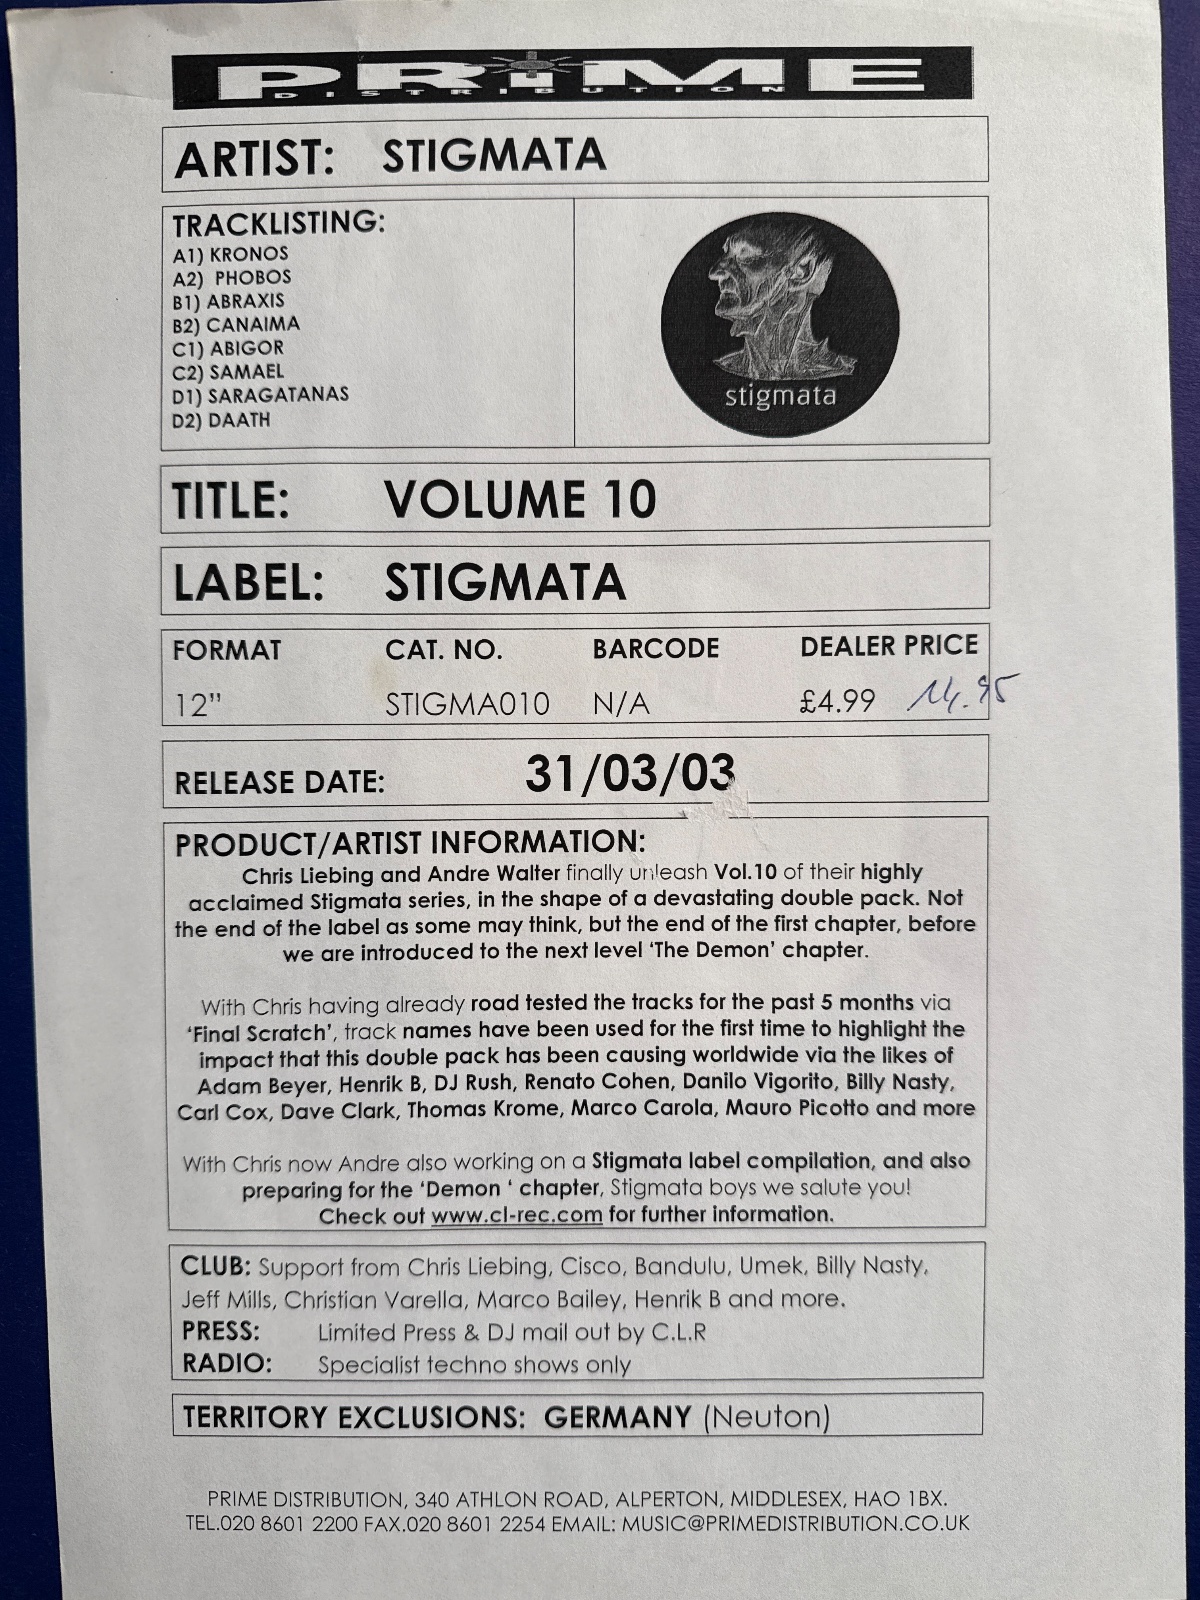 PRiME
DISTRIBUTION
ARTIST: STIGMATA
TRACKLISTING:
A1) KRONOS
A2) PHOBOS
B1) ABRAXIS
B2) CANAIMA
C1) ABIGOR
C2) SAMAEL
D1) SARAGATANAS
D2) DAATH
stigmata
TITLE: VOLUME 10
LABEL: STIGMATA
FORMAT CAT. NO. BARCODE DEALER PRICE
12" STIGMA010 N/A £4.99 14.95
RELEASE DATE: 31/03/03
PRODUCT/ARTIST INFORMATION:
Chris Liebing and Andre Walter finally unleash Vol.10 of their highly
acclaimed Stigmata series, in the shape of a devastating double pack. Not
the end of the label as some may think, but the end of the first chapter, before
we are introduced to the next level 'The Demon' chapter.
With Chris having already road tested the tracks for the past 5 months via
'Final Scratch', track names have been used for the first time to highlight the
impact that this double pack has been causing worldwide via the likes of
Adam Beyer, Henrik B, DJ Rush, Renato Cohen, Danilo Vigorito, Billy Nasty,
Carl Cox, Dave Clark, Thomas Krome, Marco Carola, Mauro Picotto and more
With Chris now Andre also working on a Stigmata label compilation, and also
preparing for the 'Demon ' chapter, Stigmata boys we salute you!
Check out www.cl-rec.com for further information.
CLUB: Support from Chris Liebing, Cisco, Bandulu, Umek, Billy Nasty,
Jeff Mills, Christian Varella, Marco Bailey, Henrik B and more.
PRESS: Limited Press & DJ mail out by C.L.R
RADIO: Specialist techno shows only
TERRITORY EXCLUSIONS: GERMANY (Neuton)
PRIME DISTRIBUTION, 340 ATHLON ROAD, ALPERTON, MIDDLESEX, HAO 1BX.
TEL.020 8601 2200 FAX.020 8601 2254 EMAIL: MUSIC@PRIMEDISTRIBUTION.CO.UK